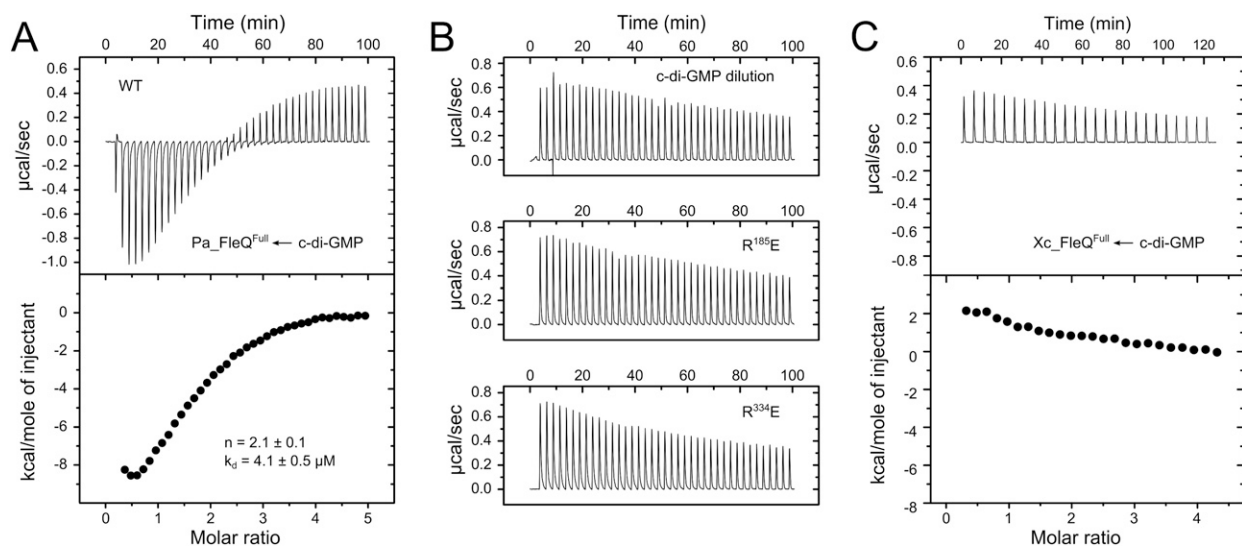 A
Time (min)
0 20 40 60 80 100
0.6
0.4
0.2
0.0
-0.2
-0.4
-0.6
-0.8
-1.0
µcal/sec
WT
Pa_FleQFull ← c-di-GMP
0
-2
-4
-6
-8
kcal/mole of injectant
n = 2.1 ± 0.1
kd = 4.1 ± 0.5 µM
0 1 2 3 4 5
Molar ratio
B
Time (min)
0 20 40 60 80 100
0.8
0.6
0.4
0.2
0.0
µcal/sec
c-di-GMP dilution
0 20 40 60 80 100
0.8
0.6
0.4
0.2
0.0
µcal/sec
R185E
0 20 40 60 80 100
0.8
0.6
0.4
0.2
0.0
µcal/sec
R334E
C
Time (min)
0 20 40 60 80 100 120
0.6
0.4
0.2
0.0
-0.2
-0.4
-0.6
-0.8
µcal/sec
Xc_FleQFull ← c-di-GMP
2
0
-2
4
-6
-8
kcal/mole of injectant
0 1 2 3 4
Molar ratio